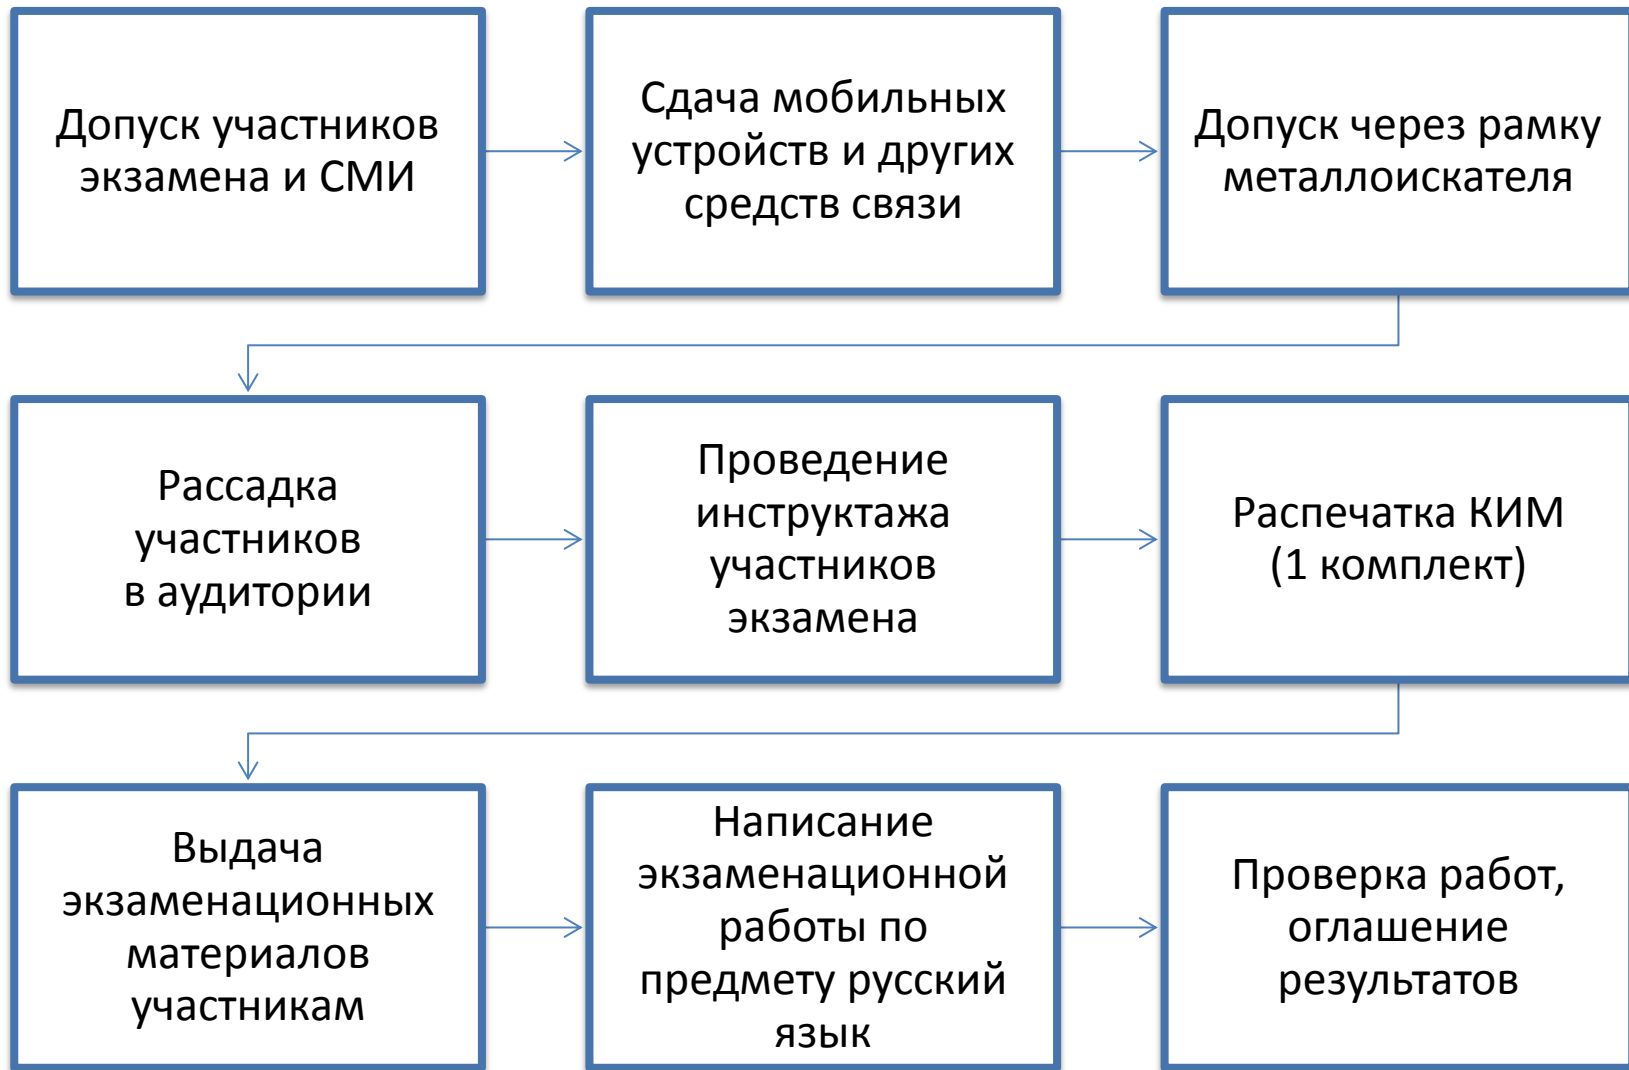 Допуск участников
экзамена и СМИ
Сдача мобильных
устройств и других
средств связи
Допуск через рамку
металлоискателя
Рассадка
участников
в аудитории
Проведение
инструктажа
участников
экзамена
Распечатка КИМ
(1 комплект)
Выдача
экзаменационных
материалов
участникам
Написание
экзаменационной
работы по
предмету русский
язык
Проверка работ,
оглашение
результатов